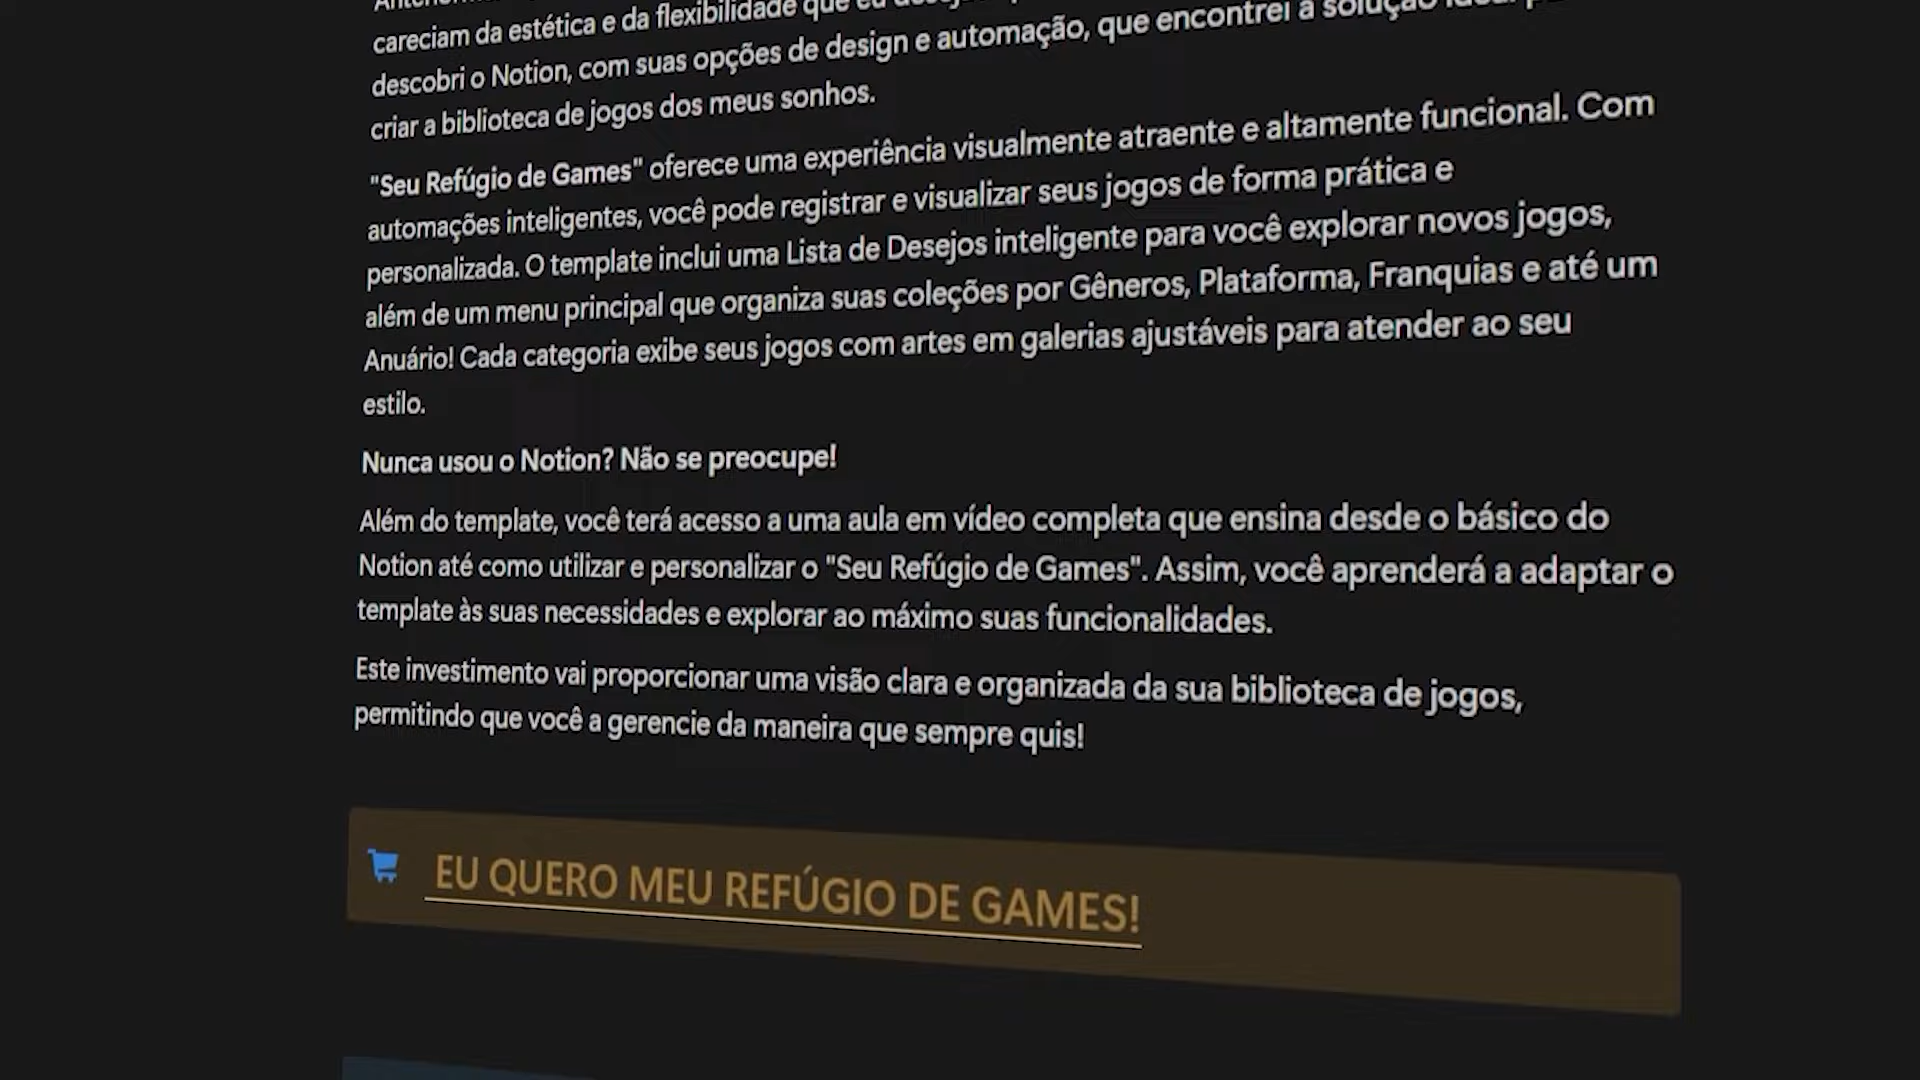 careciam da estética e da flexibilidade que eu
descobri o Notion, com suas opções de design e automação, que encontrei a solução
criar a biblioteca de jogos dos meus sonhos.
"Seu Refúgio de Games" oferece uma experiência visualmente atraente e altamente funcional. Com
automações inteligentes, você pode registrar e visualizar seus jogos de forma prática e
personalizada. O template inclui uma Lista de Desejos inteligente para você explorar novos jogos,
além de um menu principal que organiza suas coleções por Gêneros, Plataforma, Franquias e até um
Anuário! Cada categoria exibe seus jogos com artes em galerias ajustáveis para atender ao seu
estilo.
Nunca usou o Notion? Não se preocupe!
Além do template, você terá acesso a uma aula em vídeo completa que ensina desde o básico do
Notion até como utilizar e personalizar o "Seu Refúgio de Games". Assim, você aprenderá a adaptar o
template às suas necessidades e explorar ao máximo suas funcionalidades.
Este investimento vai proporcionar uma visão clara e organizada da sua biblioteca de jogos,
permitindo que você a gerencie da maneira que sempre quis!
EU QUERO MEU REFÚGIO DE GAMES!